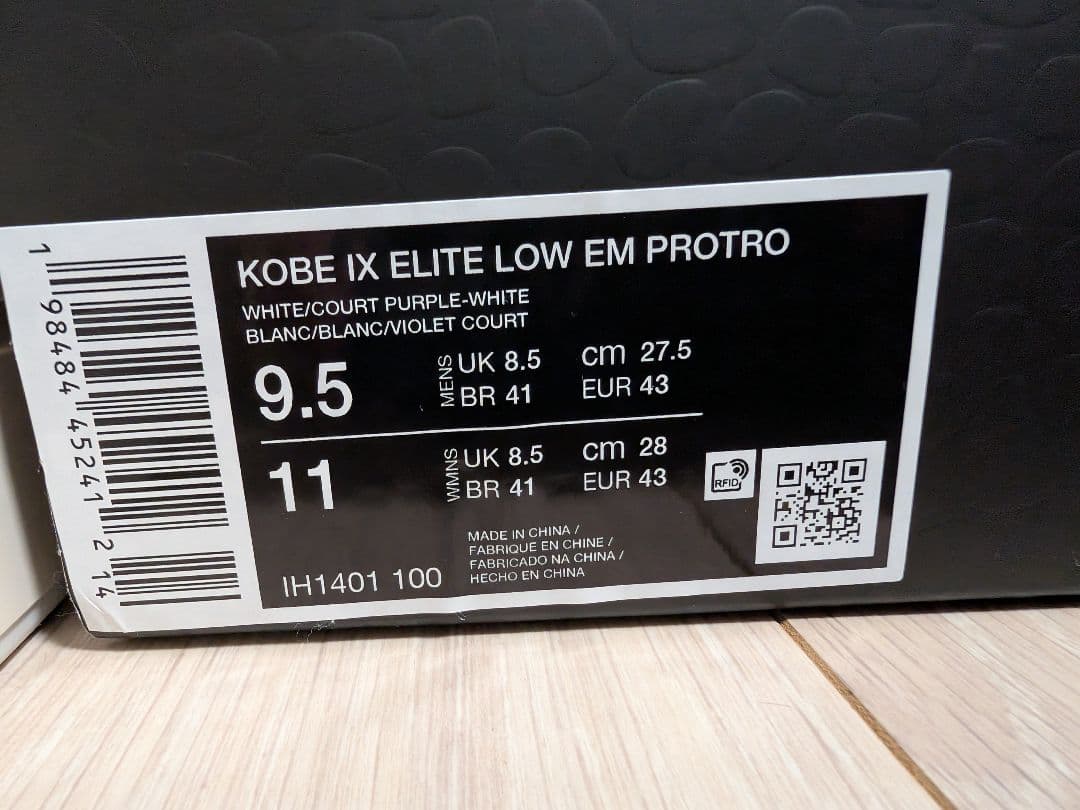 KOBE IX ELITE LOW EM PROTRO
WHITE/COURT PURPLE-WHITE
BLANC/BLANC/VIOLET COURT
9.5 MENS UK 8.5 cm 27.5
BR 41 EUR 43
11 WMNS UK 8.5 cm 28
BR 41 EUR 43
RFID
MADE IN CHINA /
FABRIQUE EN CHINE /
FABRICADO NA CHINA /
HECHO EN CHINA
IH1401 100
1 98484 45241 2 14